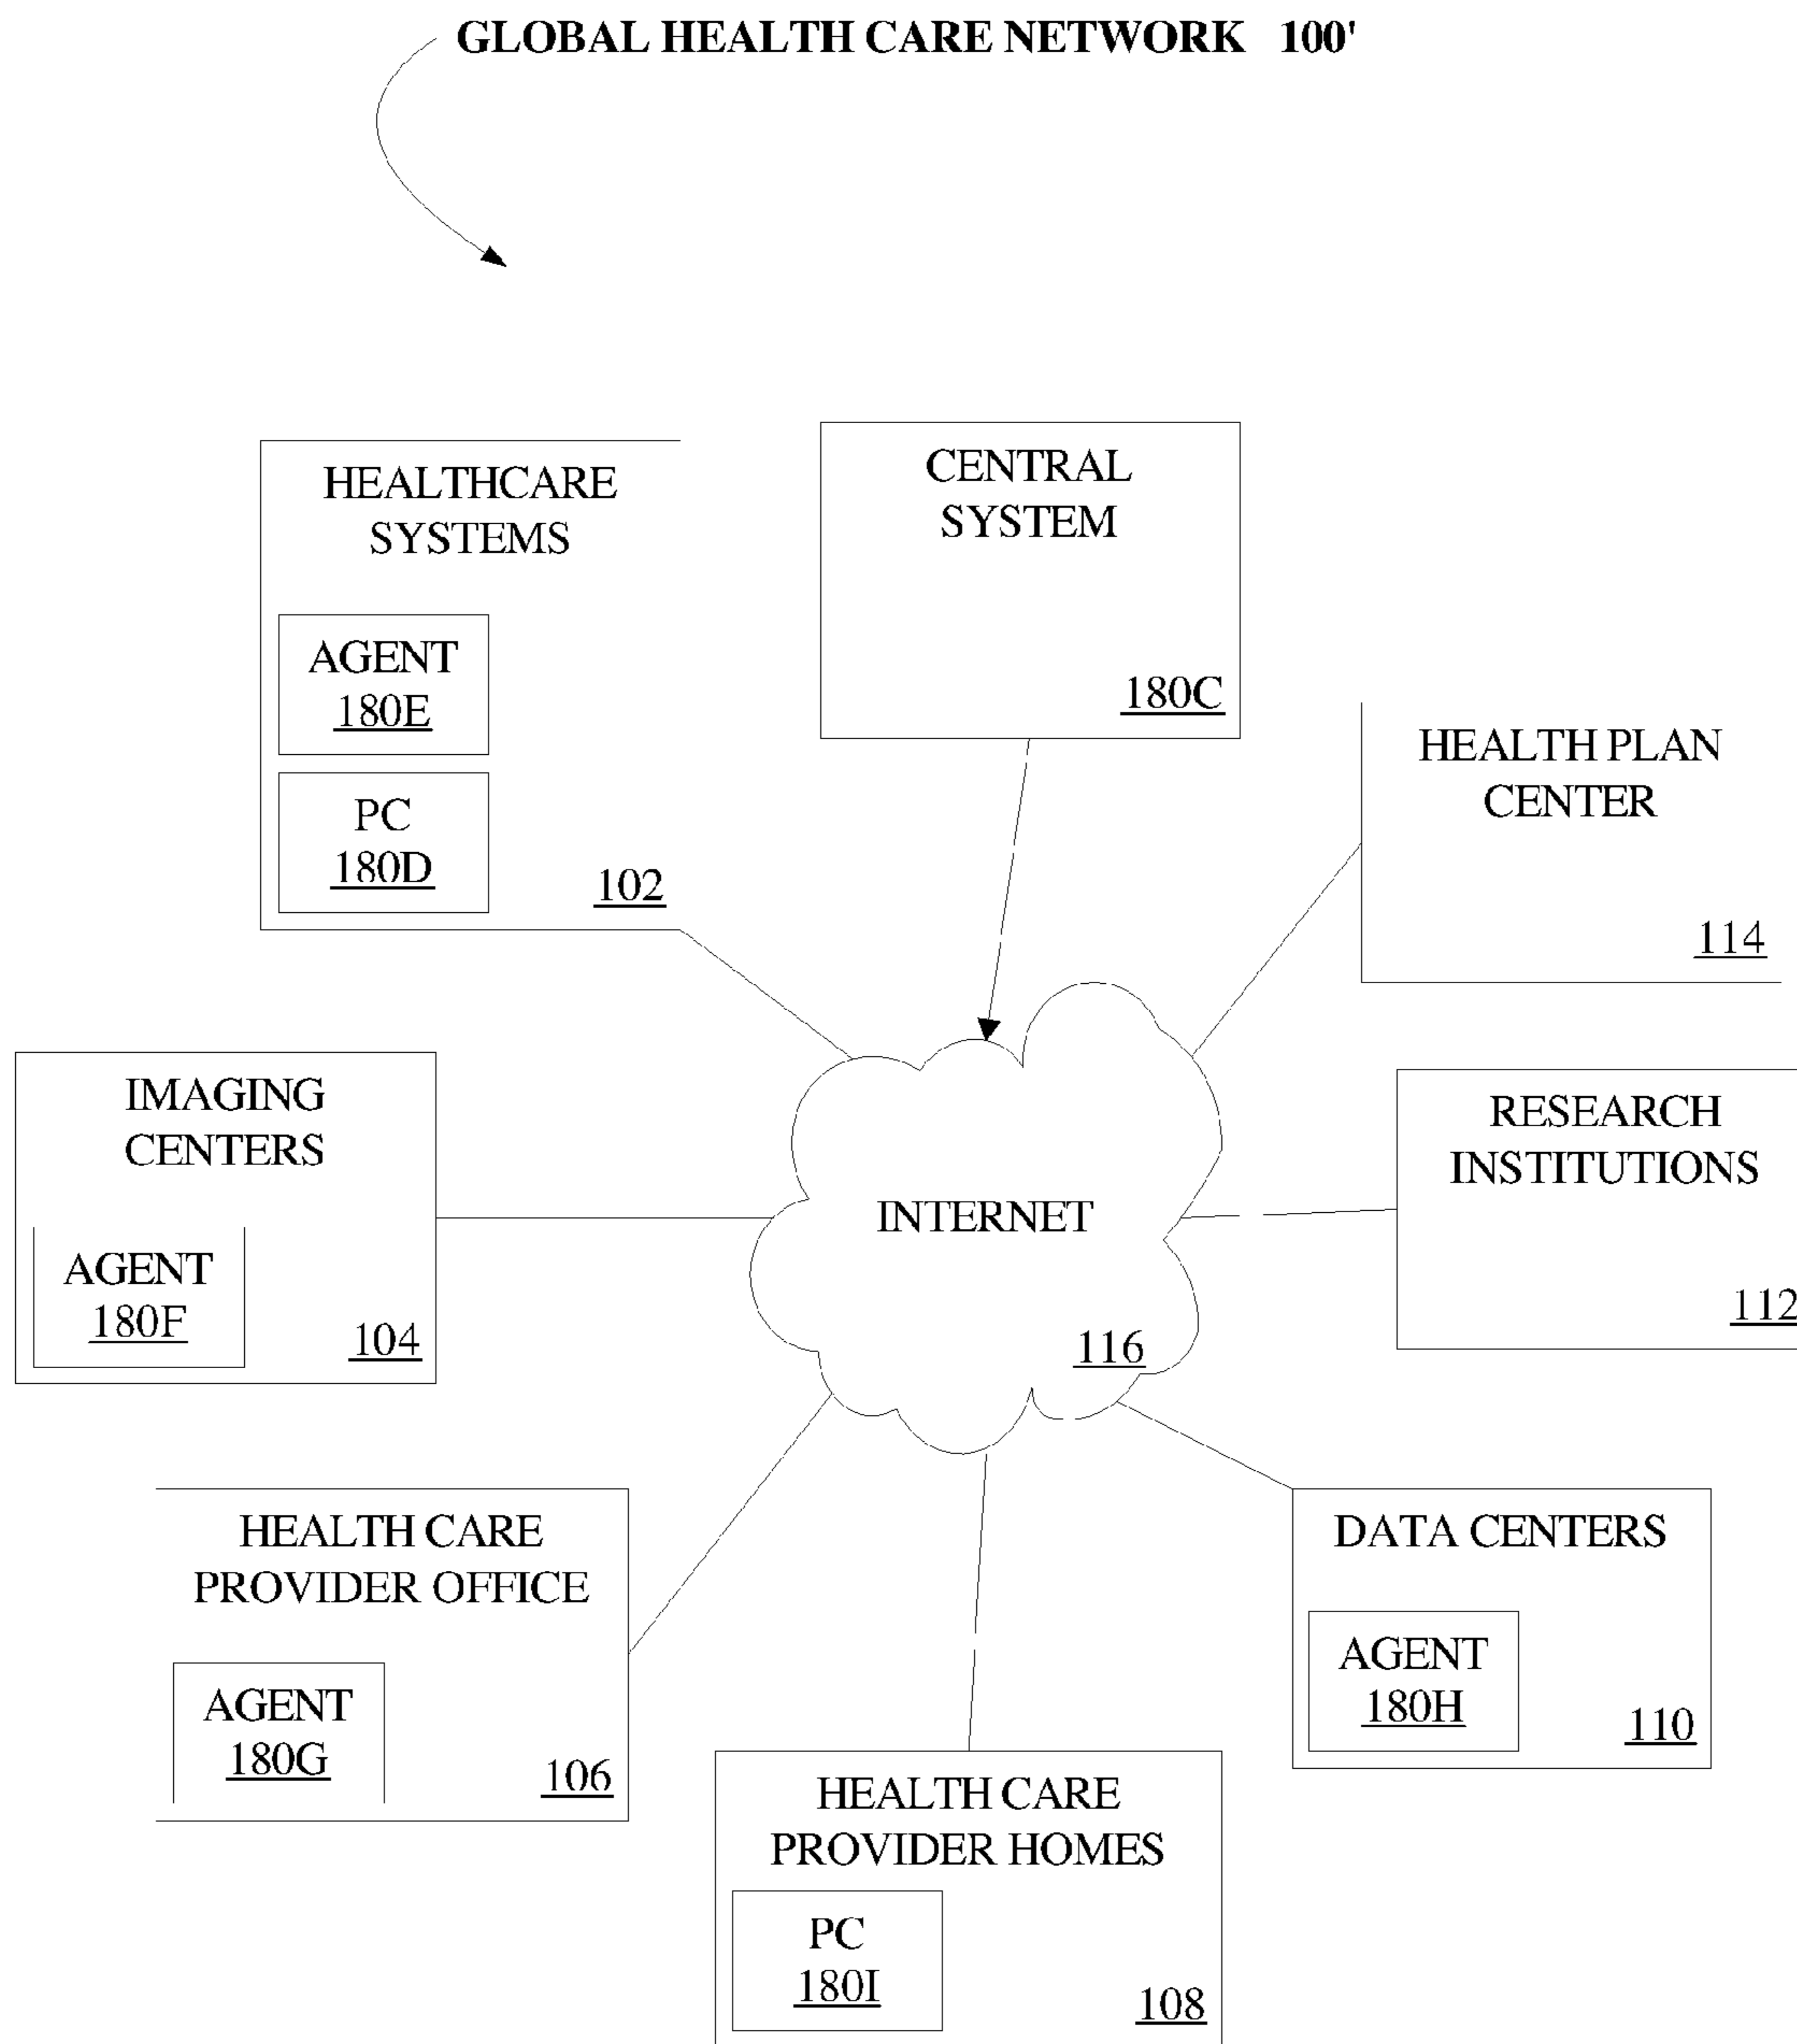 GLOBAL HEALTH CARE NETWORK 100'
HEALTHCARE
SYSTEMS
AGENT
180E
PC
180D
102
CENTRAL
SYSTEM
180C
HEALTH PLAN
CENTER
114
IMAGING
CENTERS
AGENT
180F
104
INTERNET
116
RESEARCH
INSTITUTIONS
112
HEALTH CARE
PROVIDER OFFICE
AGENT
180G
106
HEALTH CARE
PROVIDER HOMES
PC
180I
108
DATA CENTERS
AGENT
180H
110